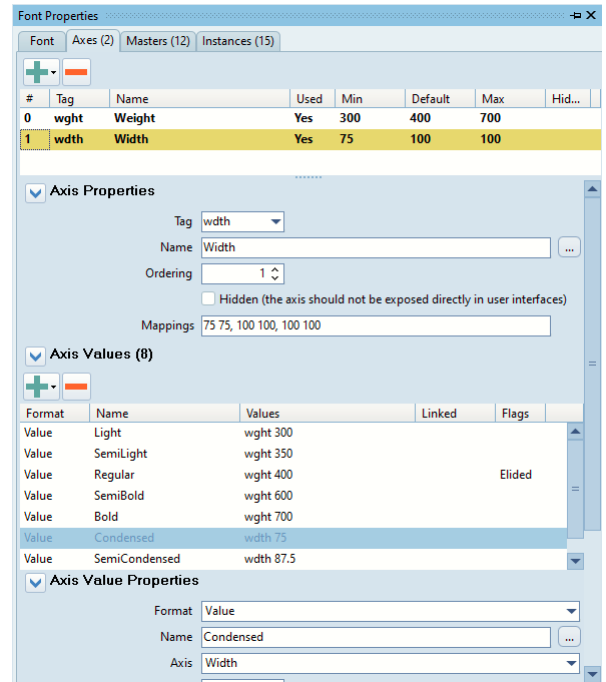 Font Properties
Font Axes (2) Masters (12) Instances (15)
# Tag Name Used Min Default Max Hid...
0 wght Weight Yes 300 400 700
1 wdth Width Yes 75 100 100
Axis Properties
Tag wdth
Name Width ...
Ordering 1
Hidden (the axis should not be exposed directly in user interfaces)
Mappings 75 75, 100 100, 100 100
Axis Values (8)
Format Name Values Linked Flags
Value Light wght 300
Value SemiLight wght 350
Value Regular wght 400 Elided
Value SemiBold wght 600
Value Bold wght 700
Value Condensed wdth 75
Value SemiCondensed wdth 87.5
Axis Value Properties
Format Value
Name Condensed ...
Axis Width